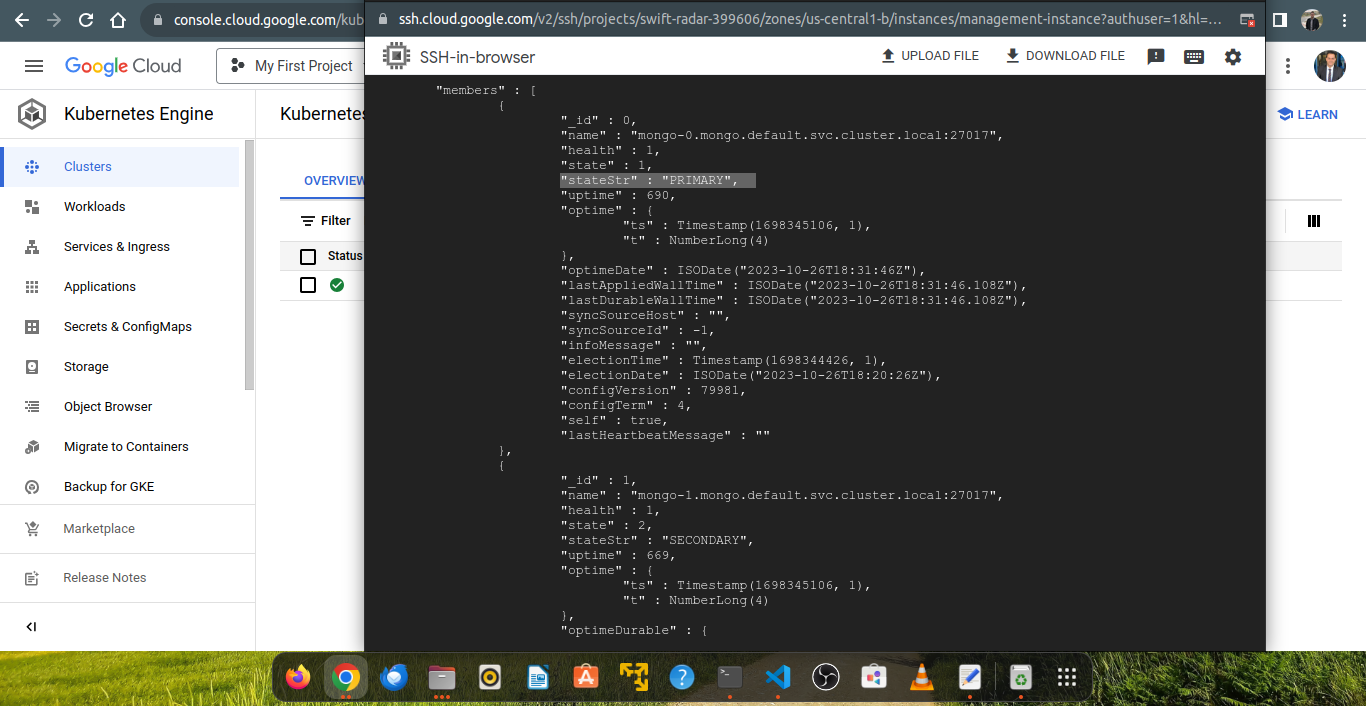 console.cloud.google.com/kub
Google Cloud
My First Project
Kubernetes Engine
Kubernetes
LEARN
Clusters
Workloads
Services & Ingress
Applications
Secrets & ConfigMaps
Storage
Object Browser
Migrate to Containers
Backup for GKE
Marketplace
Release Notes
OVERVIEW
Filter
Status
ssh.cloud.google.com/v2/ssh/projects/swift-radar-399606/zones/us-central1-b/instances/management-instance?authuser=1&hl=...
SSH-in-browser
UPLOAD FILE
DOWNLOAD FILE
"members" : [
{
"_id" : 0,
"name" : "mongo-0.mongo.default.svc.cluster.local:27017",
"health" : 1,
"state" : 1,
"stateStr" : "PRIMARY",
"uptime" : 690,
"optime" : {
"ts" : Timestamp(1698345106, 1),
"t" : NumberLong(4)
},
"optimeDate" : ISODate("2023-10-26T18:31:46Z"),
"lastAppliedWallTime" : ISODate("2023-10-26T18:31:46.108Z"),
"lastDurableWallTime" : ISODate("2023-10-26T18:31:46.108Z"),
"syncSourceHost" : "",
"syncSourceId" : -1,
"infoMessage" : "",
"electionTime" : Timestamp(1698344426, 1),
"electionDate" : ISODate("2023-10-26T18:20:26Z"),
"configVersion" : 79981,
"configTerm" : 4,
"self" : true,
"lastHeartbeatMessage" : ""
},
{
"_id" : 1,
"name" : "mongo-1.mongo.default.svc.cluster.local:27017",
"health" : 1,
"state" : 2,
"stateStr" : "SECONDARY",
"uptime" : 669,
"optime" : {
"ts" : Timestamp(1698345106, 1),
"t" : NumberLong(4)
},
"optimeDurable" : {